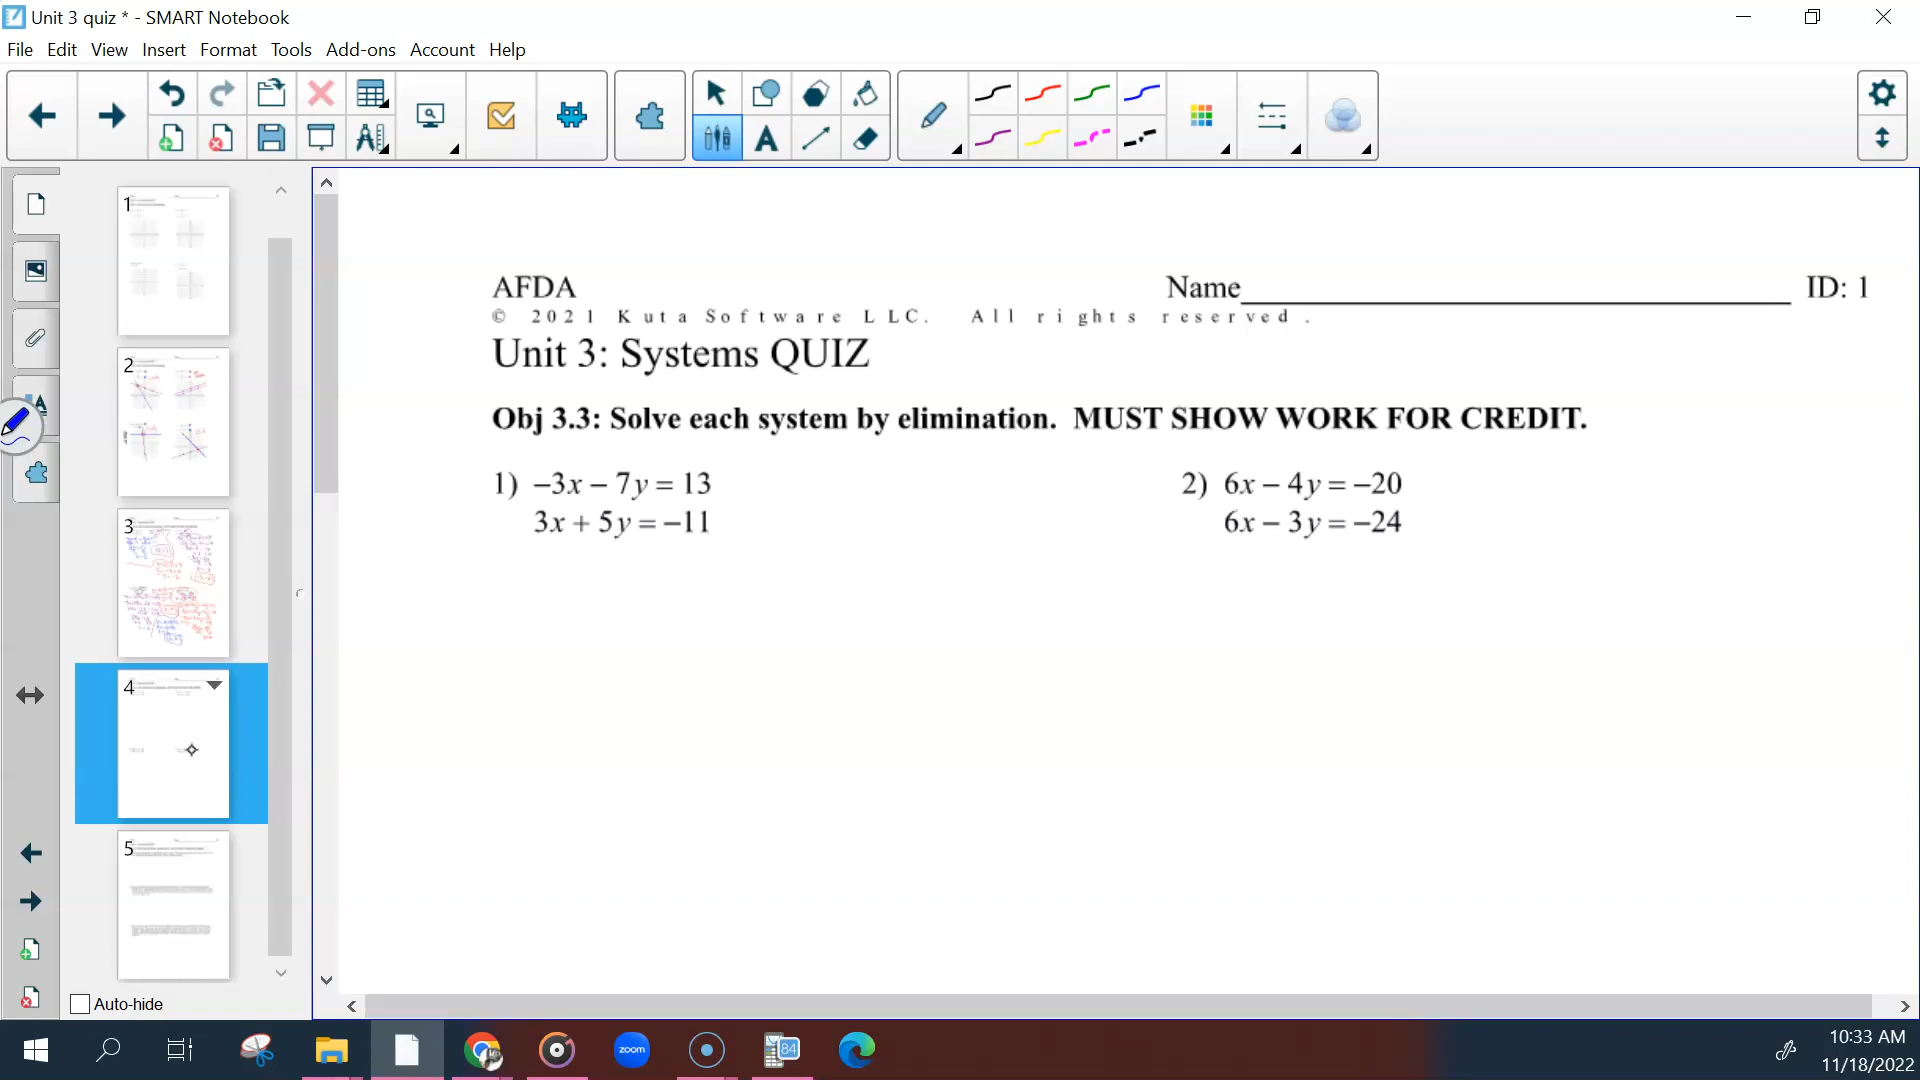 Unit 3 quiz * - SMART Notebook
File Edit View Insert Format Tools Add-ons Account Help
1
2
3
4
5
AFDA
Name ID: 1
© 2021 Kuta Software LLC. All rights reserved.
Unit 3: Systems QUIZ
Obj 3.3: Solve each system by elimination. MUST SHOW WORK FOR CREDIT.
1) −3x − 7y = 13
3x + 5y = −11
2) 6x − 4y = −20
6x − 3y = −24
Auto-hide
zoom
84
10:33 AM
11/18/2022